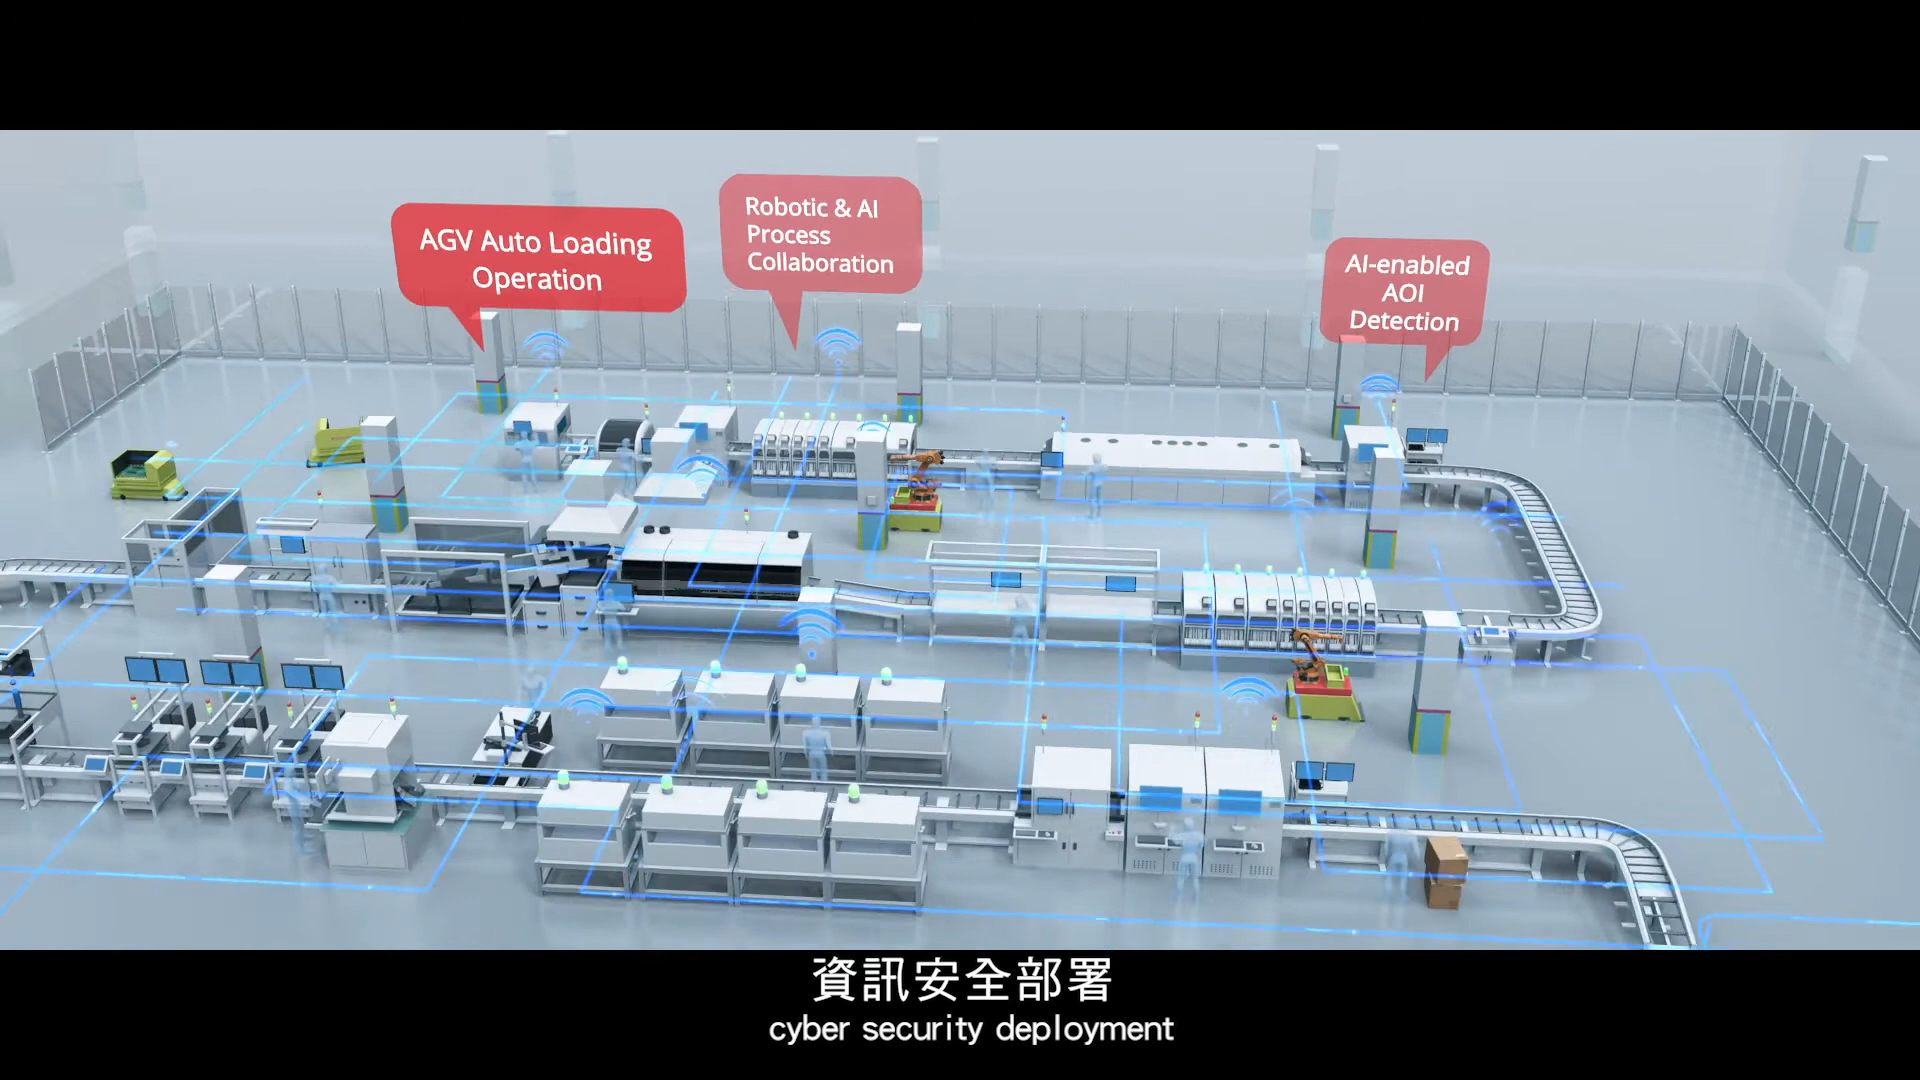 AGV Auto Loading
Operation
Robotic & AI
Process
Collaboration
AI-enabled
AOI
Detection
資訊安全部署
cyber security deployment